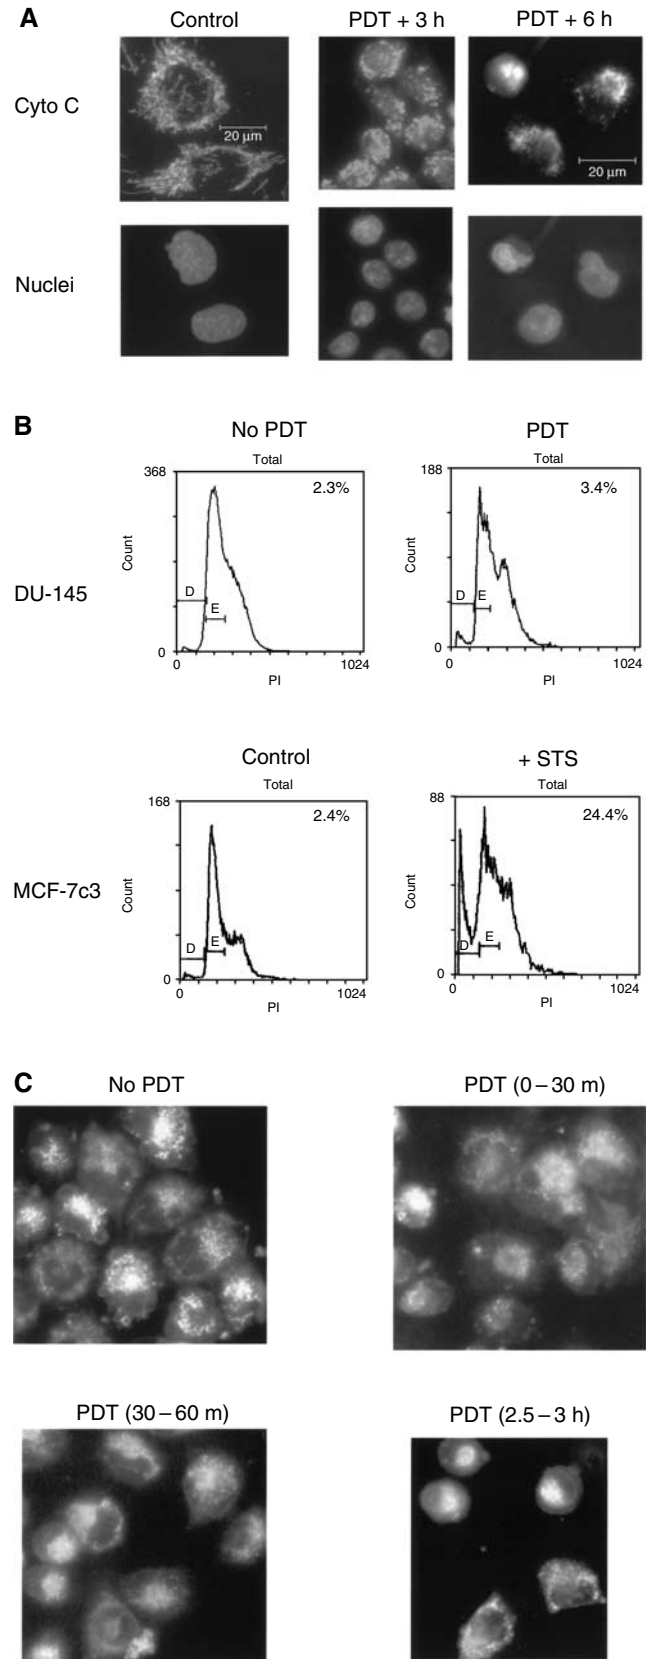 A
Control
PDT + 3 h
PDT + 6 h
Cyto C
20 μm
20 μm
Nuclei
B
No PDT
PDT
Total
Total
368
2.3%
188
3.4%
Count
Count
DU-145
D
E
D
E
0
0
0
1024
0
1024
PI
PI
Control
+ STS
Total
Total
168
2.4%
88
24.4%
Count
Count
MCF-7c3
D
E
D
E
0
0
0
1024
0
1024
PI
PI
C
No PDT
PDT (0–30 m)
PDT (30–60 m)
PDT (2.5–3 h)